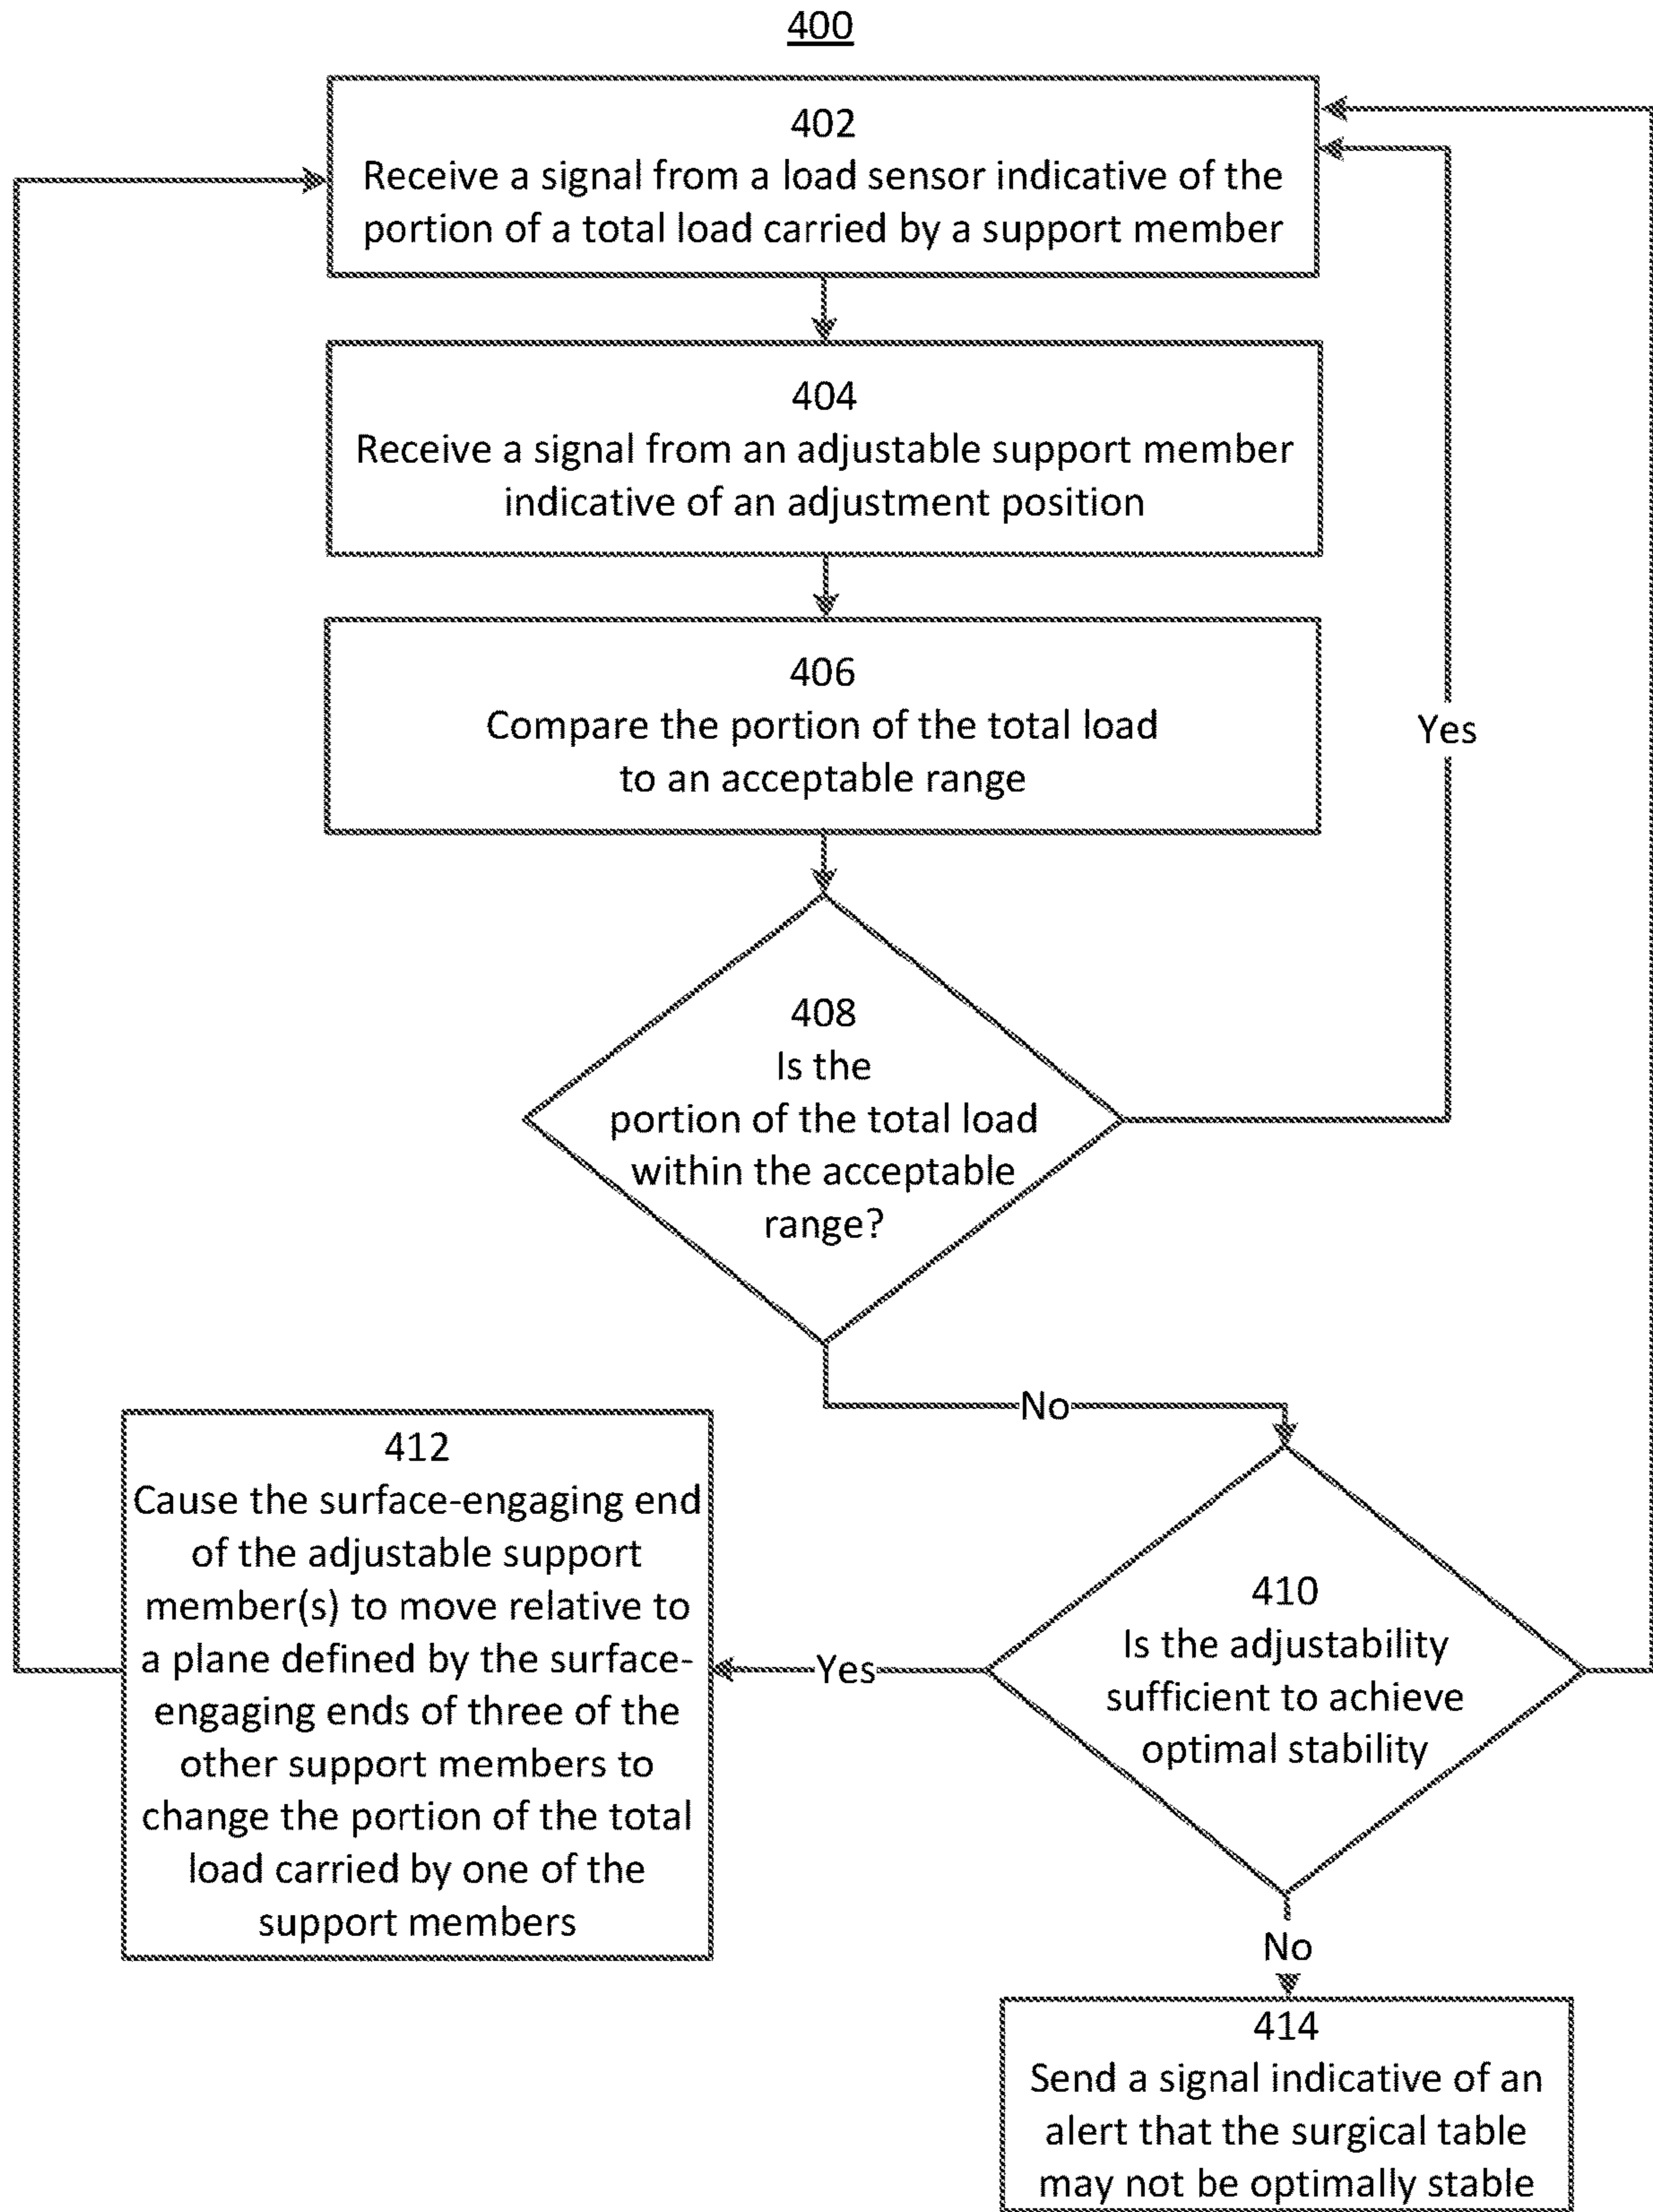 400
402
Receive a signal from a load sensor indicative of the
portion of a total load carried by a support member
404
Receive a signal from an adjustable support member
indicative of an adjustment position
406
Compare the portion of the total load
to an acceptable range
Yes
408
Is the
portion of the total load
within the acceptable
range?
No
410
Is the adjustability
sufficient to achieve
optimal stability
Yes
412
Cause the surface-engaging end
of the adjustable support
member(s) to move relative to
a plane defined by the surface-
engaging ends of three of the
other support members to
change the portion of the total
load carried by one of the
support members
No
414
Send a signal indicative of an
alert that the surgical table
may not be optimally stable